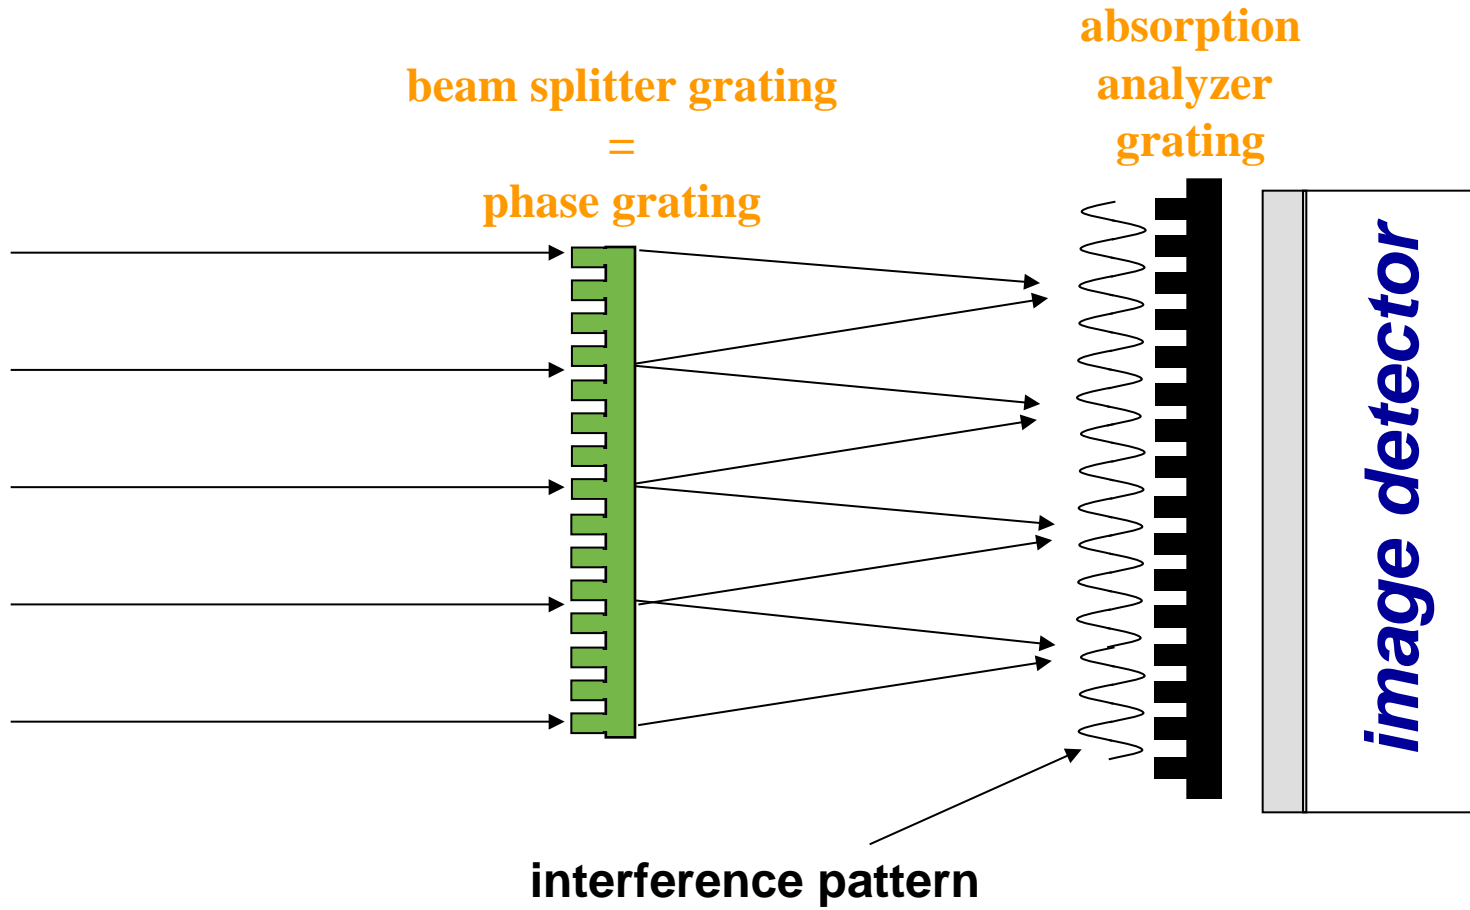 beam splitter grating
=
phase grating
absorption
analyzer
grating
image detector
interference pattern